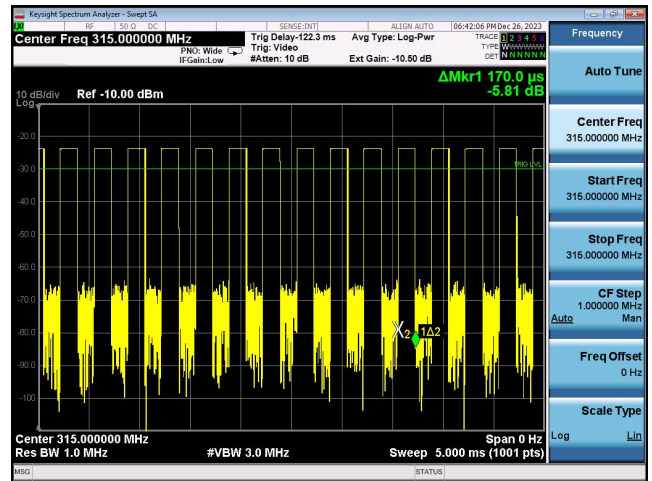 Keysight Spectrum Analyzer - Swept SA
LXI RF 50 Ω DC SENSE:INT ALIGN AUTO 06:42:06 PM Dec 26, 2023
Center Freq 315.000000 MHz
PNO: Wide
IFGain:Low
Trig Delay-122.3 ms
Trig: Video
#Atten: 10 dB
Avg Type: Log-Pwr
Ext Gain: -10.50 dB
TRACE 1 2 3 4 5 6
TYPE WWWWWW
DET N N N N N N
ΔMkr1 170.0 µs
-5.81 dB
10 dB/div Ref -10.00 dBm
Log
-20.0
-30.0
-40.0
-50.0
-60.0
-70.0
-80.0
-90.0
-100
TRIG LVL
X2 1Δ2
Center 315.000000 MHz Span 0 Hz
Res BW 1.0 MHz #VBW 3.0 MHz Sweep 5.000 ms (1001 pts)
MSG STATUS
Frequency
Auto Tune
Center Freq
315.000000 MHz
Start Freq
315.000000 MHz
Stop Freq
315.000000 MHz
CF Step
1.000000 MHz
Auto Man
Freq Offset
0 Hz
Scale Type
Log Lin